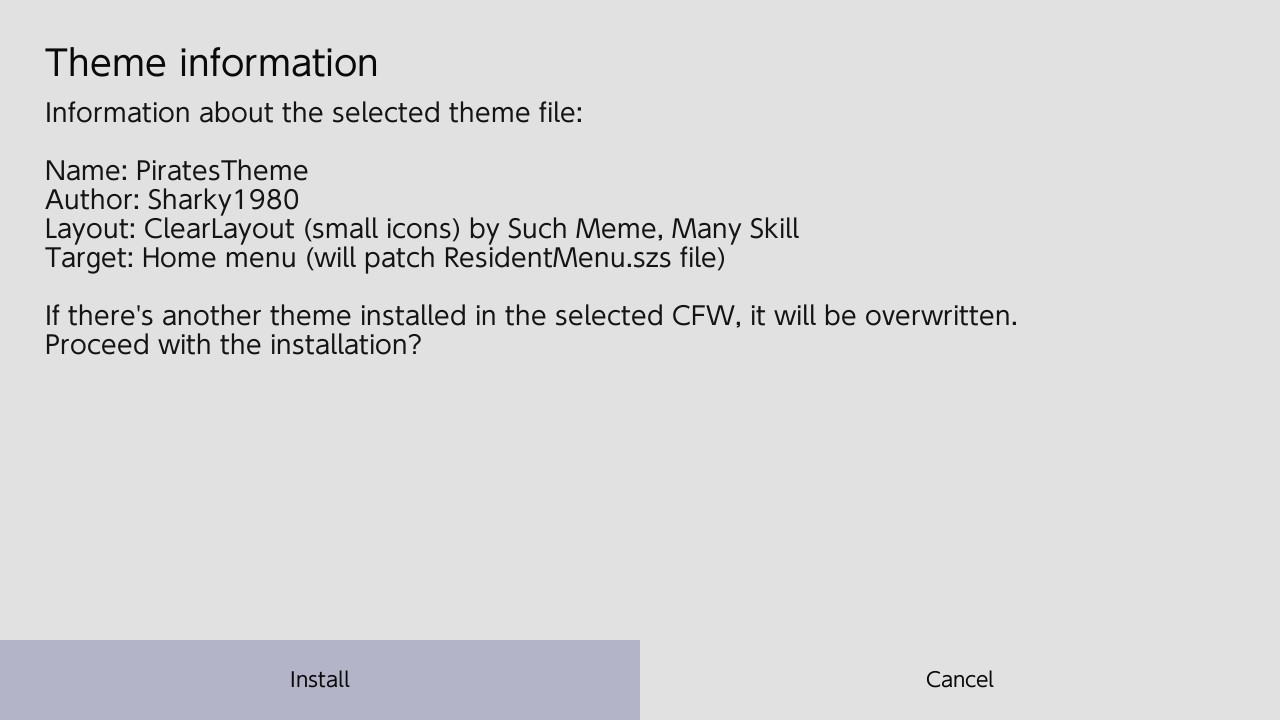 Theme information
Information about the selected theme file:
Name: PiratesTheme
Author: Sharky1980
Layout: ClearLayout (small icons) by Such Meme, Many Skill
Target: Home menu (will patch ResidentMenu.szs file)
If there's another theme installed in the selected CFW, it will be overwritten.
Proceed with the installation?
Install
Cancel